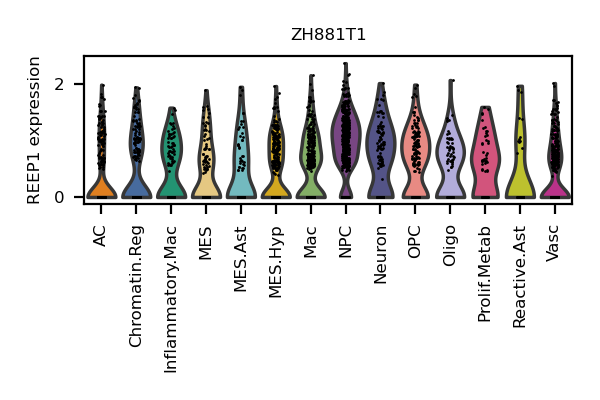 ZH881T1
REEP1 expression
2
0
AC
Chromatin.Reg
Inflammatory.Mac
MES
MES.Ast
MES.Hyp
Mac
NPC
Neuron
OPC
Oligo
Prolif.Metab
Reactive.Ast
Vasc